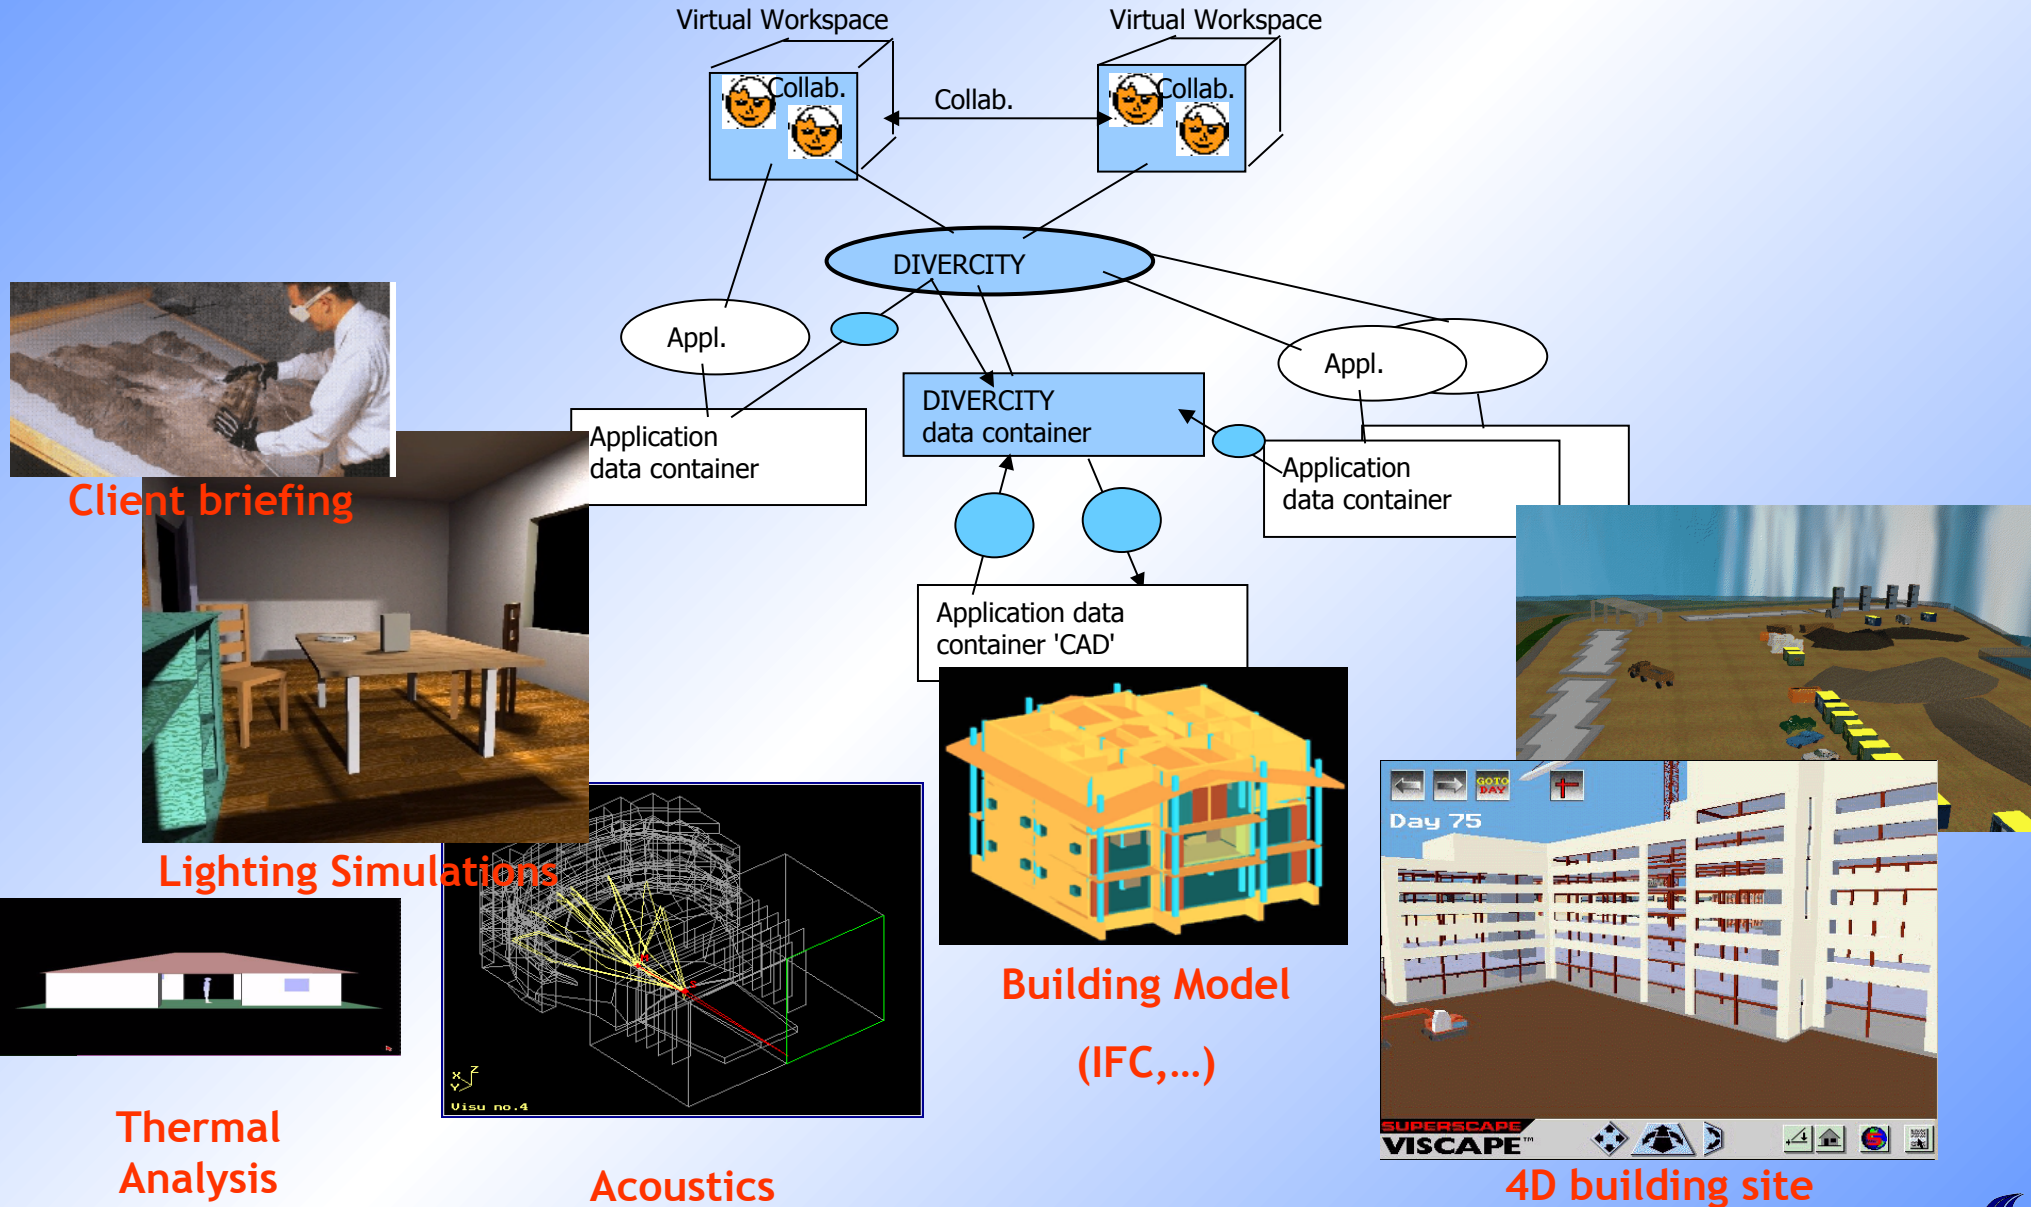 Virtual Workspace
Virtual Workspace
Collab.
Collab.
Collab.
DIVERCITY
Appl.
Appl.
DIVERCITY
data container
Application
data container
Application
data container
Client briefing
Application data
container 'CAD'
GOTO
DAY
Day 75
Lighting Simulations
Building Model
(IFC,...)
X Z
Y
Visu no.4
Thermal
Analysis
Acoustics
SUPERSCAPE
VISCAPE™
4D building site